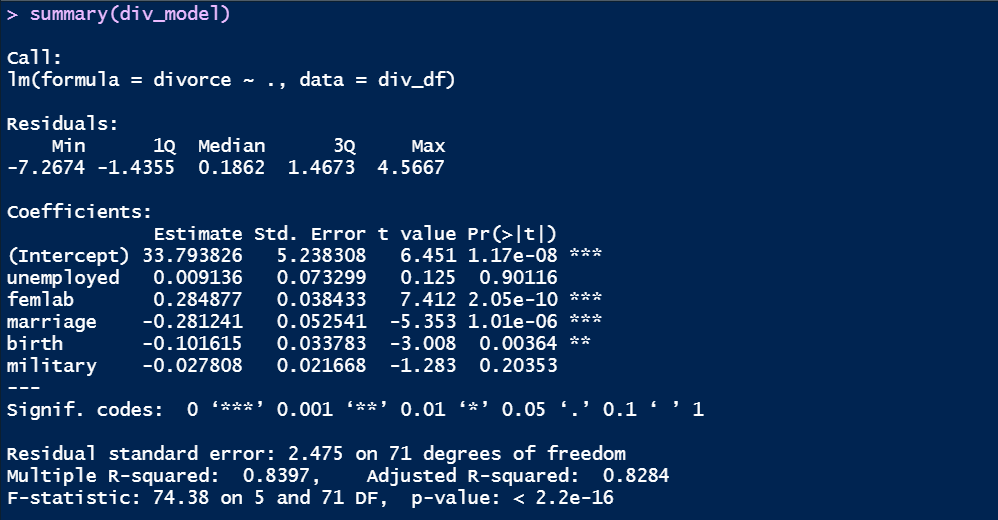 > summary(div_model)
Call:
lm(formula = divorce ~ ., data = div_df)
Residuals:
    Min      1Q  Median      3Q     Max
-7.2674 -1.4355  0.1862  1.4673  4.5667
Coefficients:
             Estimate Std. Error t value Pr(>|t|)
(Intercept) 33.793826   5.238308   6.451 1.17e-08 ***
unemployed   0.009136   0.073299   0.125  0.90116
femlab       0.284877   0.038433   7.412 2.05e-10 ***
marriage    -0.281241   0.052541  -5.353 1.01e-06 ***
birth       -0.101615   0.033783  -3.008  0.00364 **
military    -0.027808   0.021668  -1.283  0.20353
---
Signif. codes:  0 ‘***’ 0.001 ‘**’ 0.01 ‘*’ 0.05 ‘.’ 0.1 ‘ ’ 1
Residual standard error: 2.475 on 71 degrees of freedom
Multiple R-squared:  0.8397,    Adjusted R-squared:  0.8284
F-statistic: 74.38 on 5 and 71 DF,  p-value: < 2.2e-16